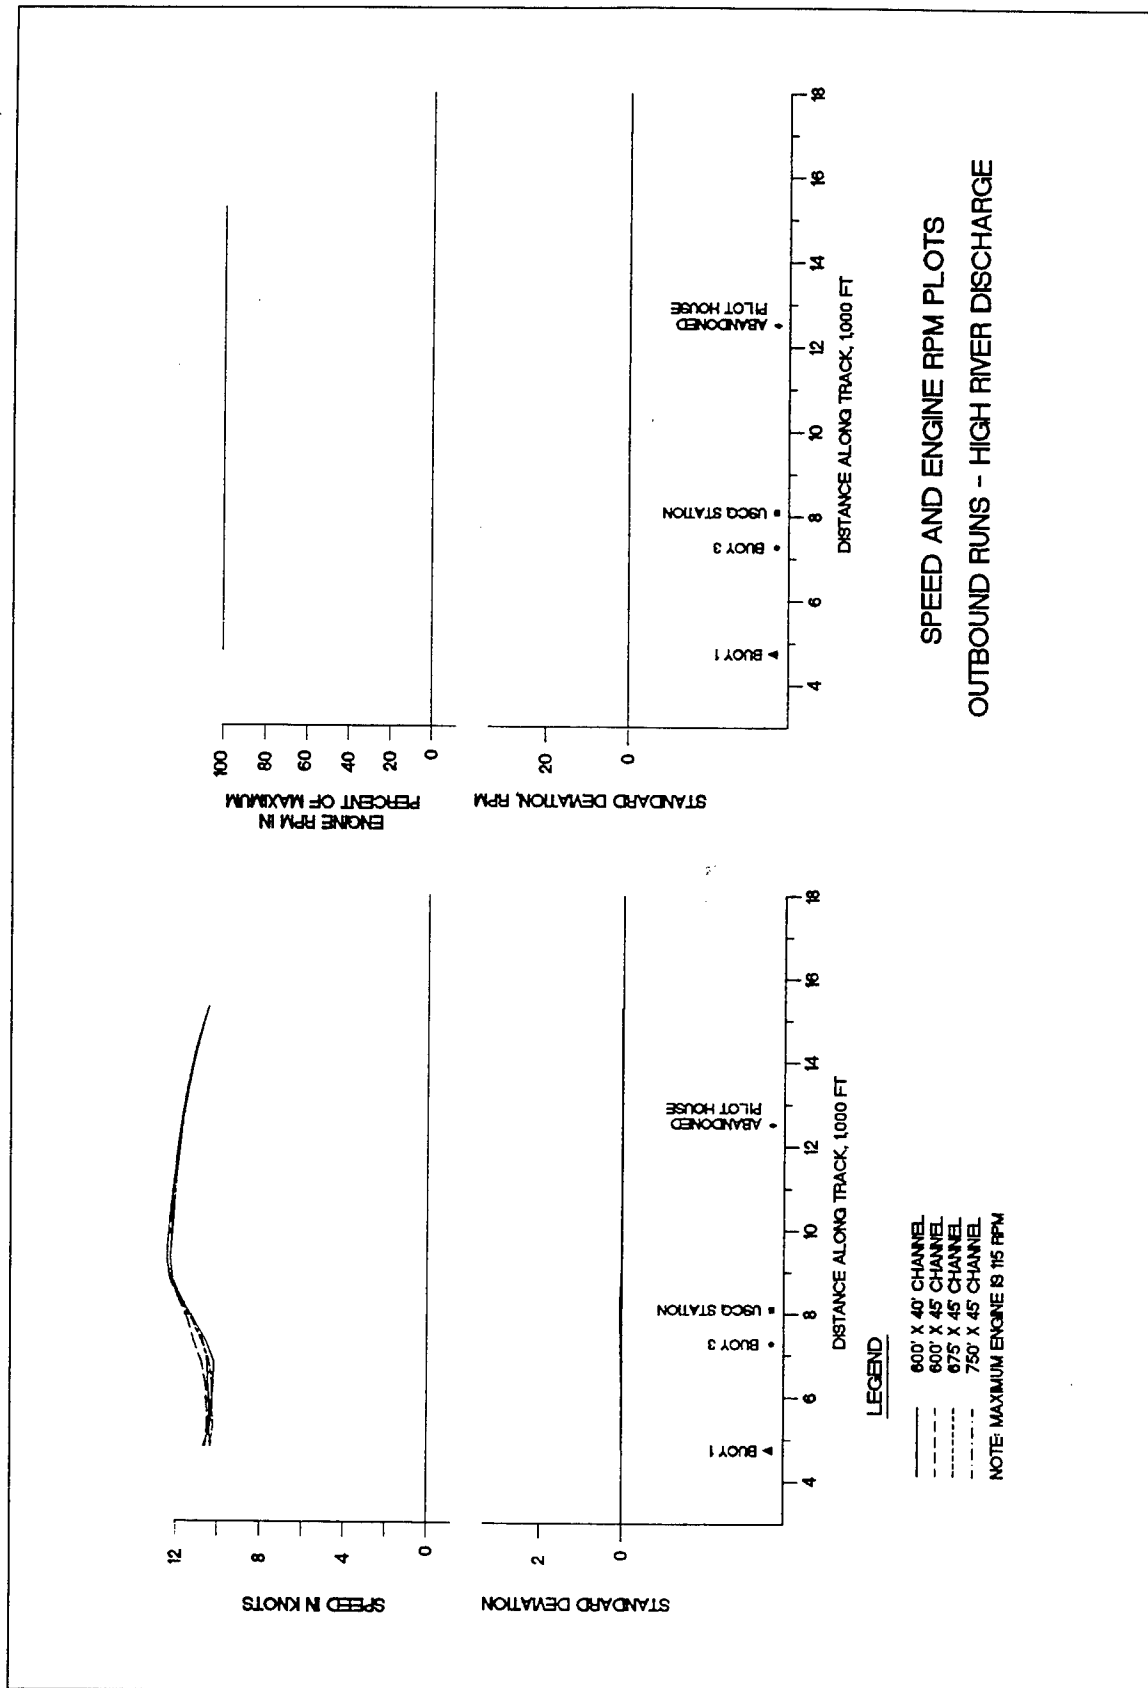 SPEED IN KNOTS
12
8
4
0
STANDARD DEVIATION
2
0
BUOY 1
BUOY 3
USCG STATION
ABANDONED
PILOT HOUSE
4
6
8
10
12
14
16
18
DISTANCE ALONG TRACK, 1,000 FT
LEGEND
600' X 40' CHANNEL
600' X 45' CHANNEL
675' X 45' CHANNEL
750' X 45' CHANNEL
NOTE: MAXIMUM ENGINE IS 115 RPM
ENGINE RPM IN
PERCENT OF MAXIMUM
100
80
60
40
20
0
STANDARD DEVIATION, RPM
20
0
BUOY 1
BUOY 3
USCG STATION
ABANDONED
PILOT HOUSE
4
6
8
10
12
14
16
18
DISTANCE ALONG TRACK, 1,000 FT
SPEED AND ENGINE RPM PLOTS
OUTBOUND RUNS - HIGH RIVER DISCHARGE